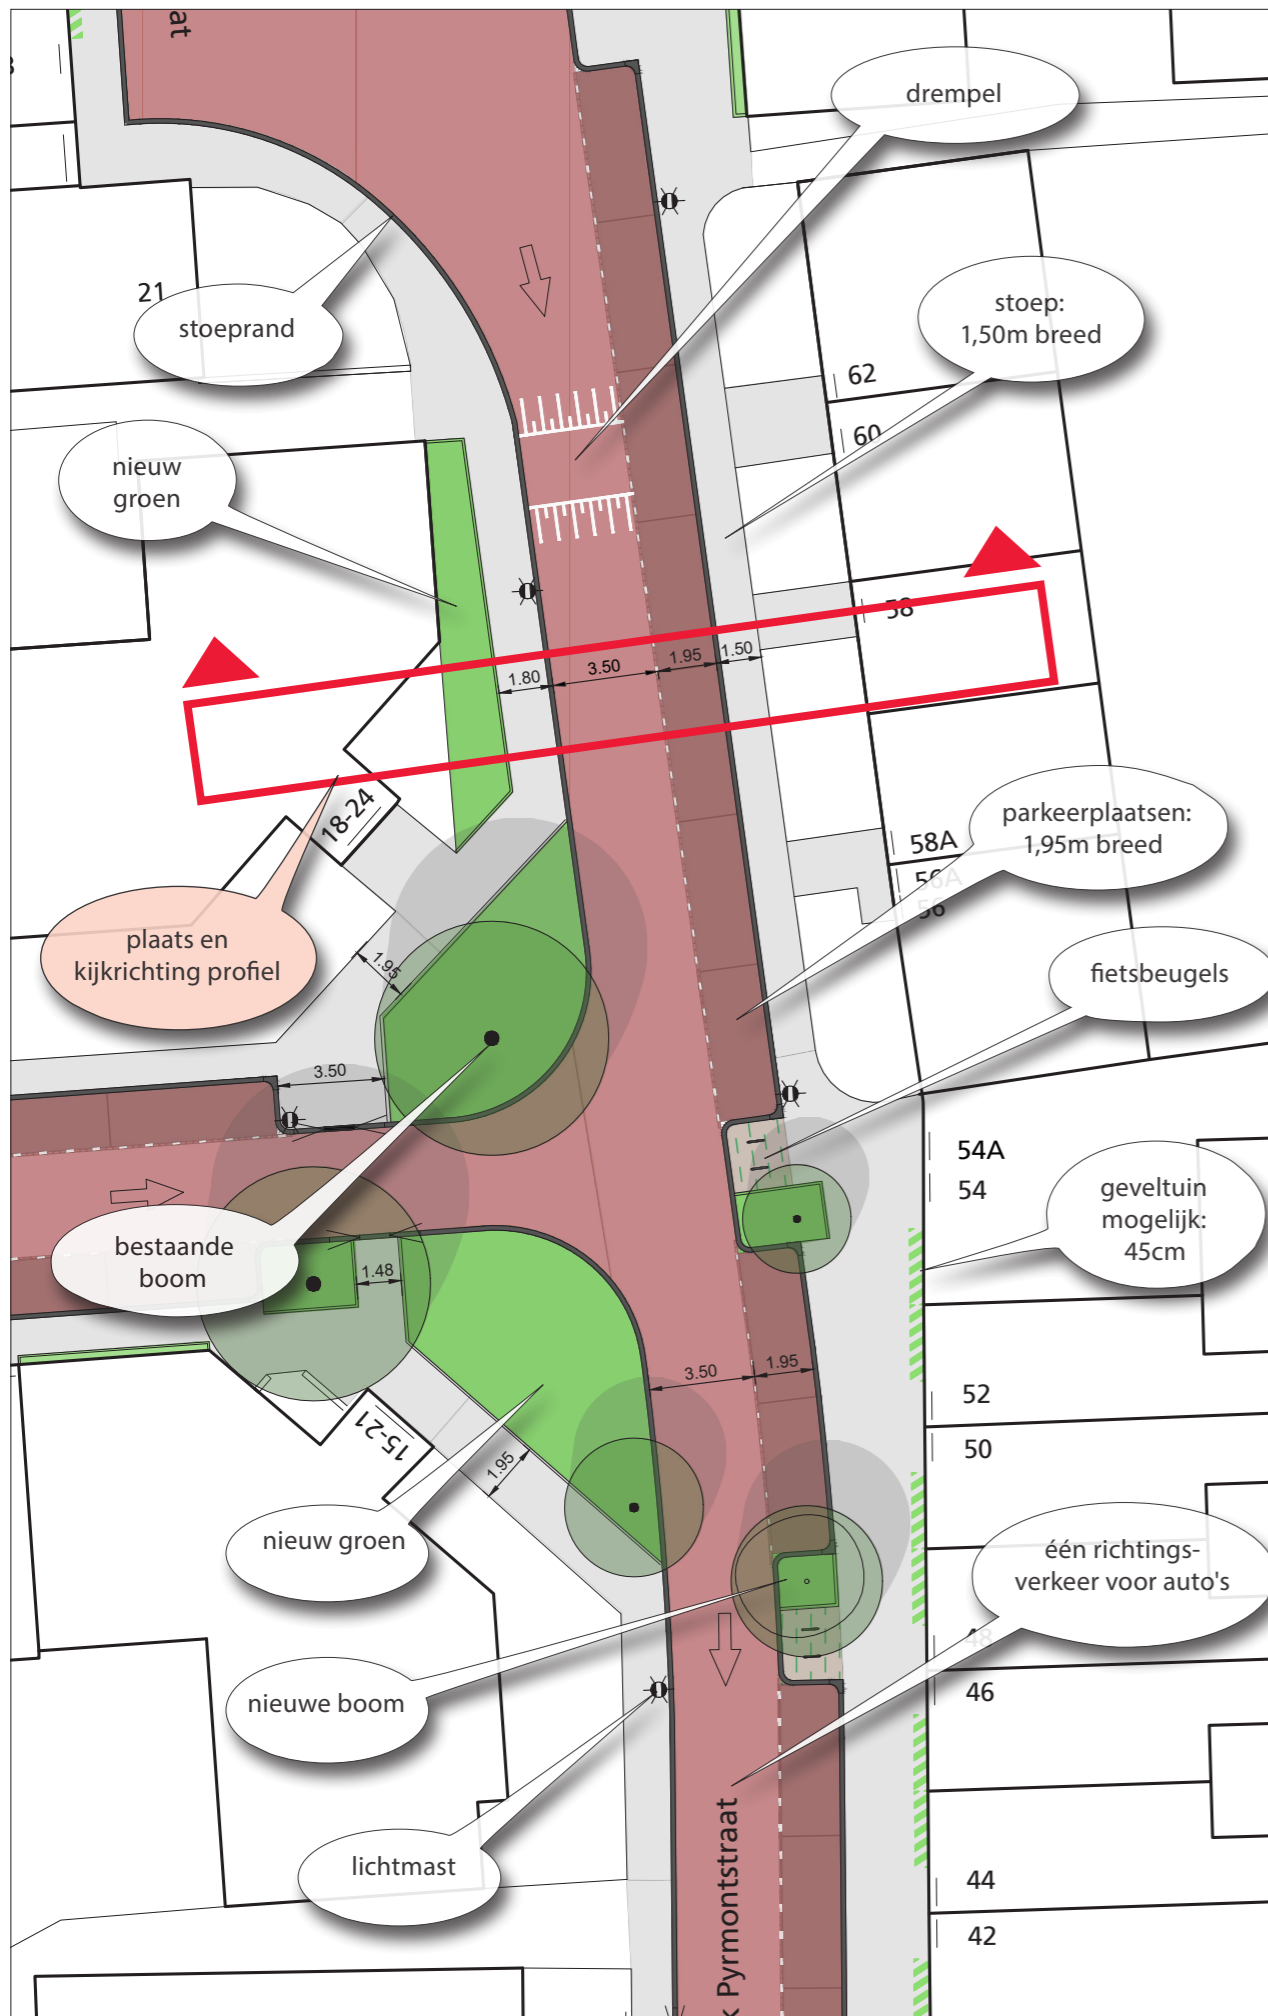 at
drempel
21
stoeprand
stoep:
1,50m breed
62
60
nieuw
groen
58
1.80
3.50
1.95
1.50
18-24
parkeerplaatsen:
1,95m breed
58A
56A
56
plaats en
kijkrichting profiel
1.95
fietsbeugels
3.50
54A
54
geveltuin
mogelijk:
45cm
bestaande
boom
1.48
3.50
1.95
52
50
15-21
1.95
nieuw groen
één richtings-
verkeer voor auto's
48
46
nieuwe boom
lichtmast
k Pyrmontstraat
44
42